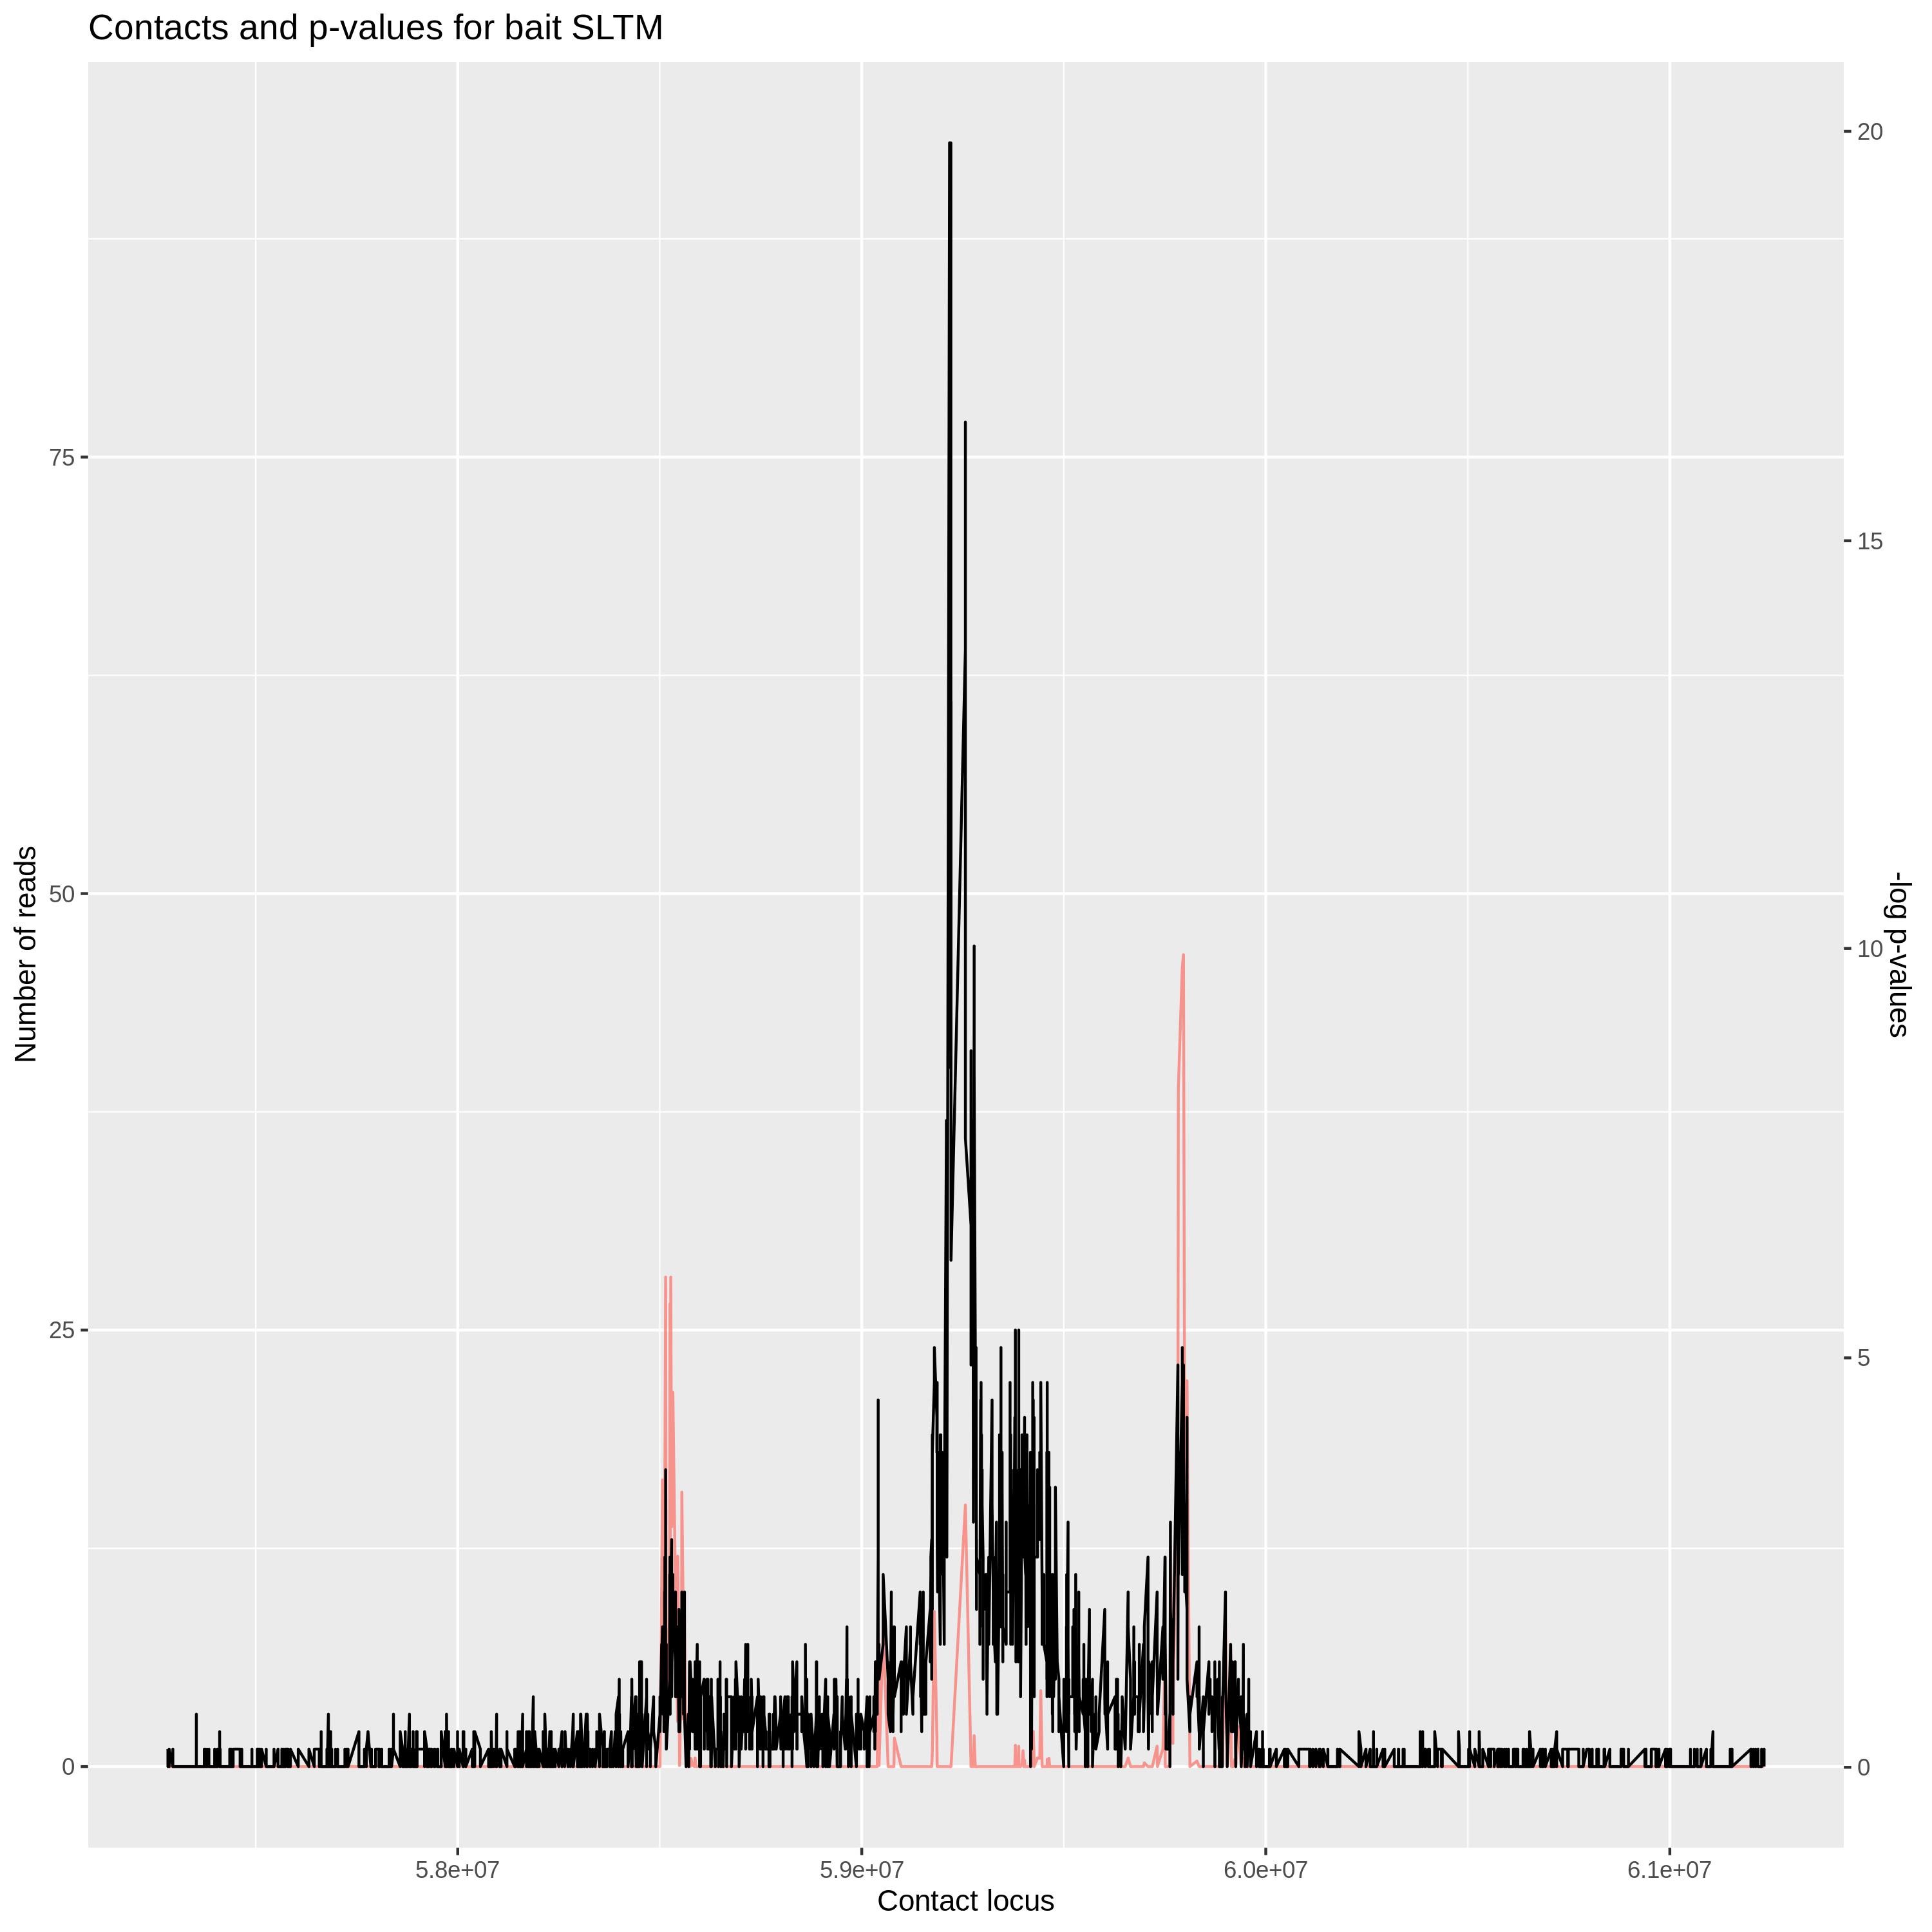 Contacts and p-values for bait SLTM
20
75
15
Number of reads
50
10
-log p-values
25
5
0
0
5.8e+07
5.9e+07
6.0e+07
6.1e+07
Contact locus